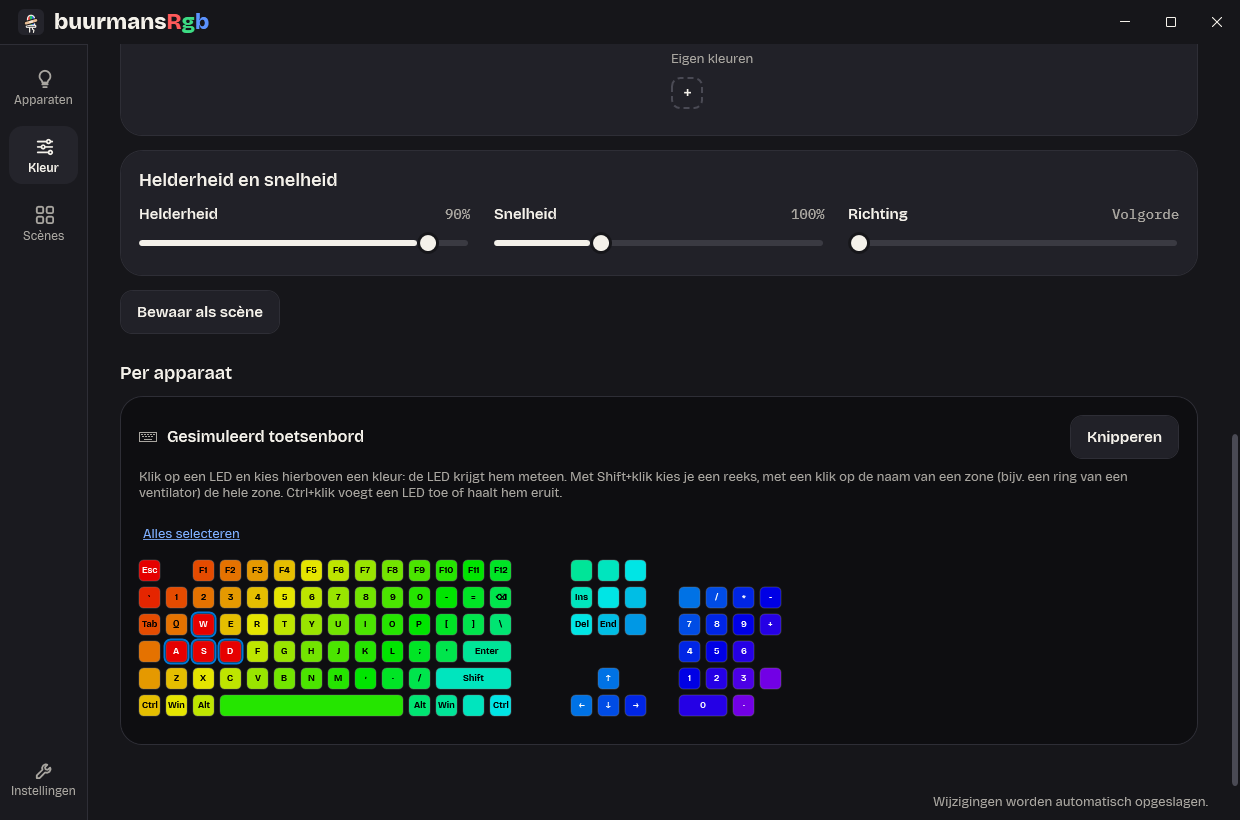 buurmansRgb
Apparaten
Kleur
Scènes
Instellingen
Eigen kleuren
+
Helderheid en snelheid
Helderheid 90% Snelheid 100% Richting Volgorde
Bewaar als scène
Per apparaat
Gesimuleerd toetsenbord Knipperen
Klik op een LED en kies hierboven een kleur: de LED krijgt hem meteen. Met Shift+klik kies je een reeks, met een klik op de naam van een zone (bijv. een ring van een
ventilator) de hele zone. Ctrl+klik voegt een LED toe of haalt hem eruit.
Alles selecteren
Esc F1 F2 F3 F4 F5 F6 F7 F8 F9 F10 F11 F12
1 2 3 4 5 6 7 8 9 0 - = ⌫ Ins / * -
Tab Q W E R T Y U I O P [ ] \ Del End 7 8 9 +
A S D F G H J K L ; ' Enter 4 5 6
Z X C V B N M / Shift ↑ 1 2 3
Ctrl Win Alt Alt Win Ctrl ← ↓ → 0
Wijzigingen worden automatisch opgeslagen.